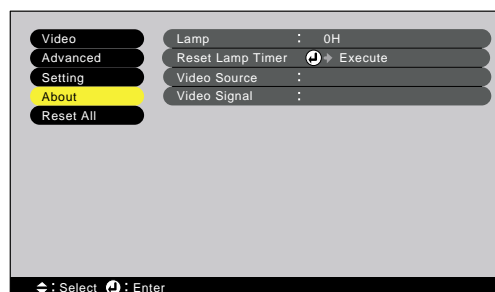 Video
Advanced
Setting
About
Reset All
Lamp : 0H
Reset Lamp Timer Execute
Video Source :
Video Signal :
: Select : Enter